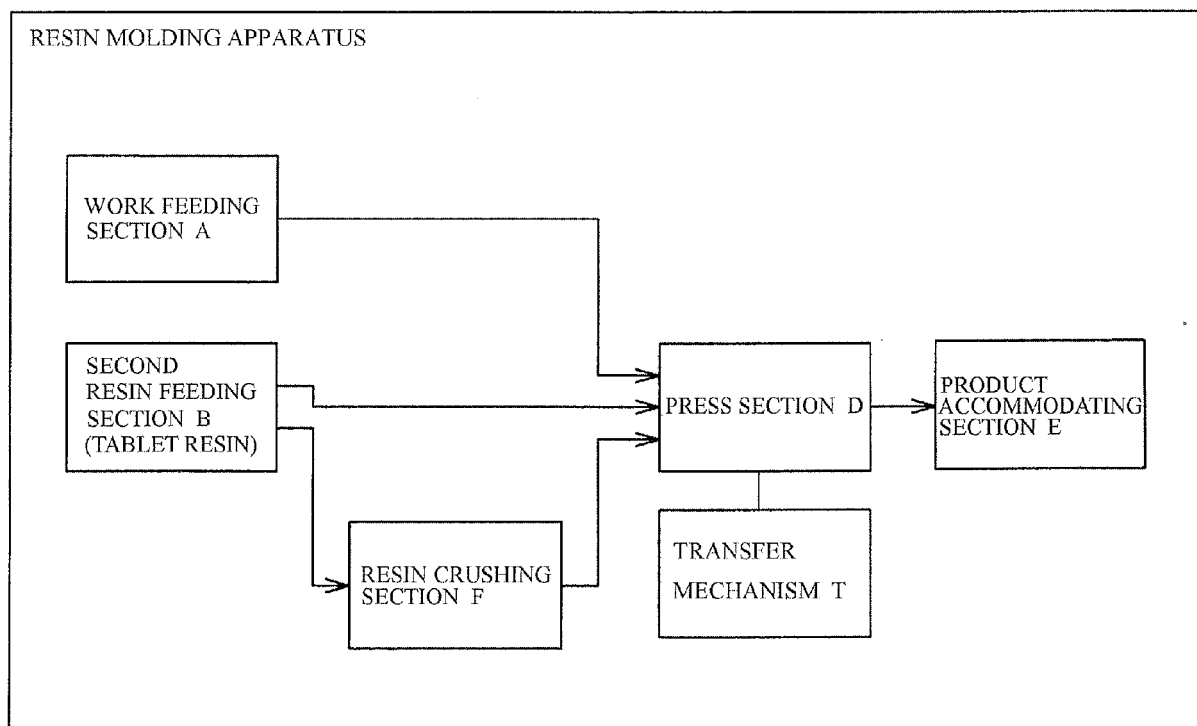 RESIN MOLDING APPARATUS
WORK FEEDING
SECTION A
SECOND
RESIN FEEDING
SECTION B
(TABLET RESIN)
RESIN CRUSHING
SECTION F
PRESS SECTION D
TRANSFER
MECHANISM T
PRODUCT
ACCOMMODATING
SECTION E